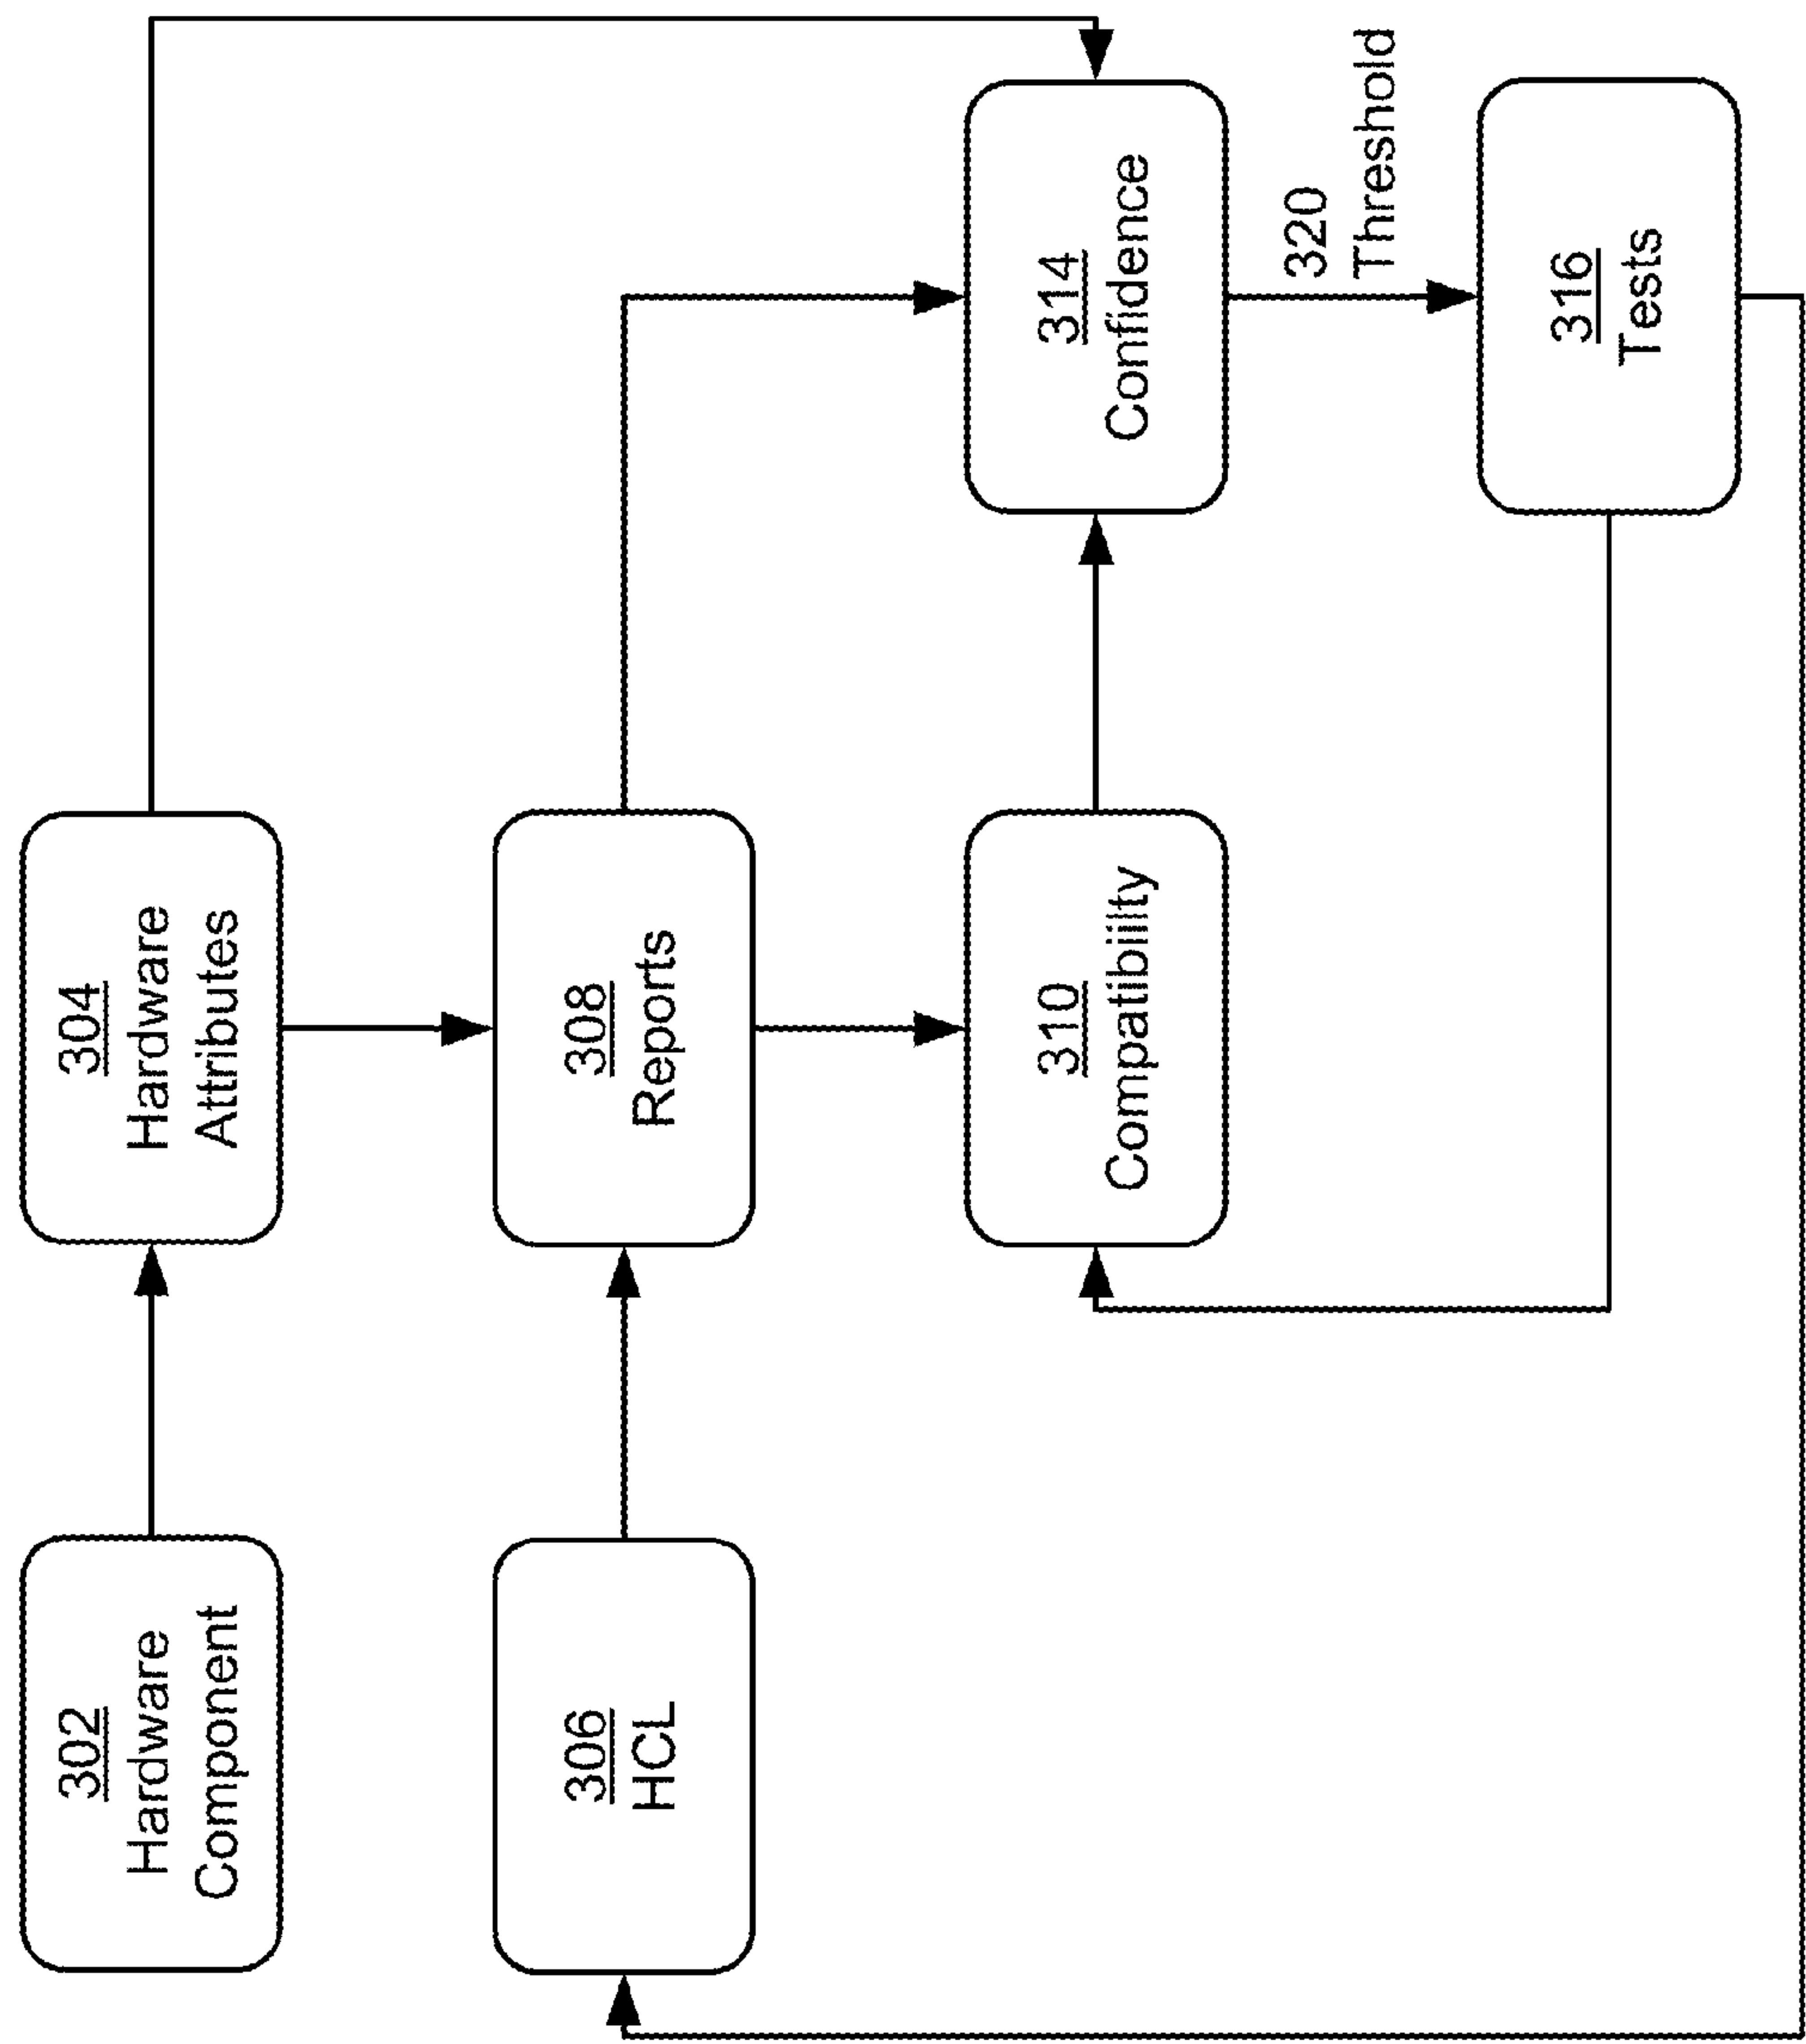 302
Hardware
Component
304
Hardware
Attributes
306
HCL
308
Reports
310
Compatibility
314
Confidence
320
Threshold
316
Tests